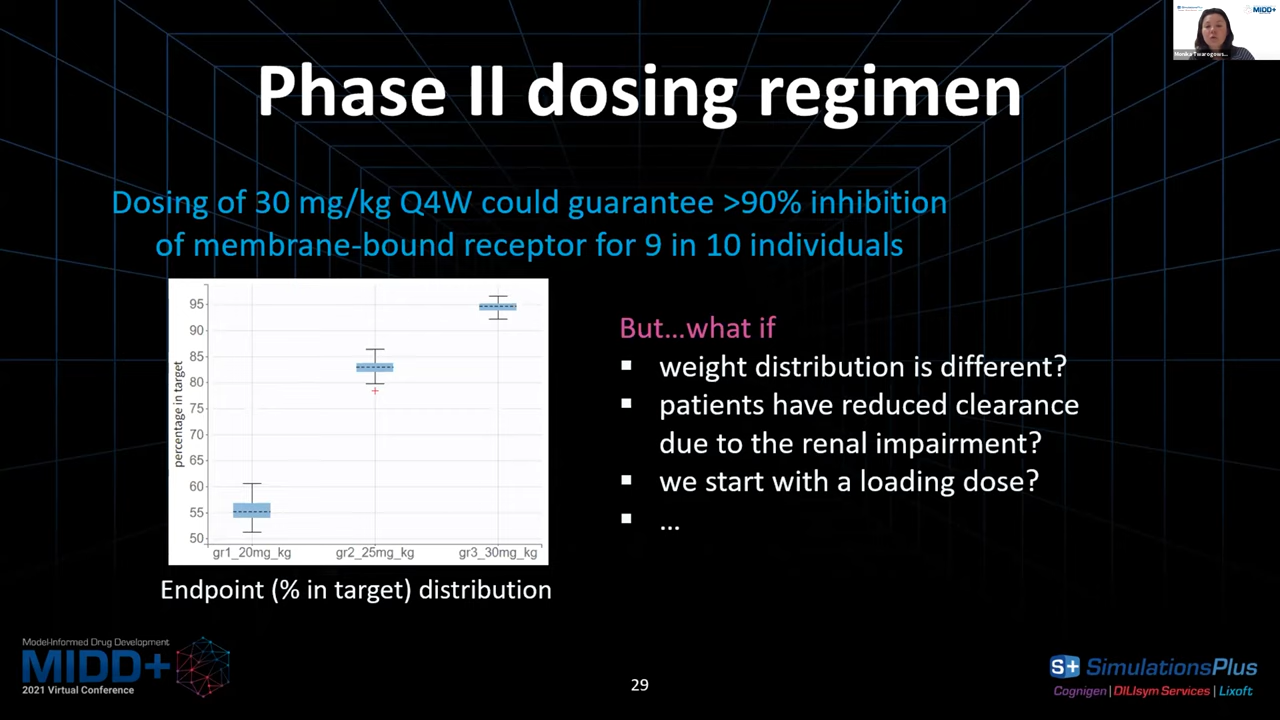 Phase II dosing regimen
Monika Twarogows...
Dosing of 30 mg/kg Q4W could guarantee >90% inhibition
of membrane-bound receptor for 9 in 10 individuals
percentage in target
95
90
85
80
75
70
65
60
55
50
gr1_20mg_kg gr2_25mg_kg gr3_30mg_kg
Endpoint (% in target) distribution
But...what if
▪ weight distribution is different?
▪ patients have reduced clearance
due to the renal impairment?
▪ we start with a loading dose?
▪ ...
Model-Informed Drug Development
MIDD+
2021 Virtual Conference
29
S+ SimulationsPlus
Cognigen | DILIsym Services | Lixoft
MIDD+